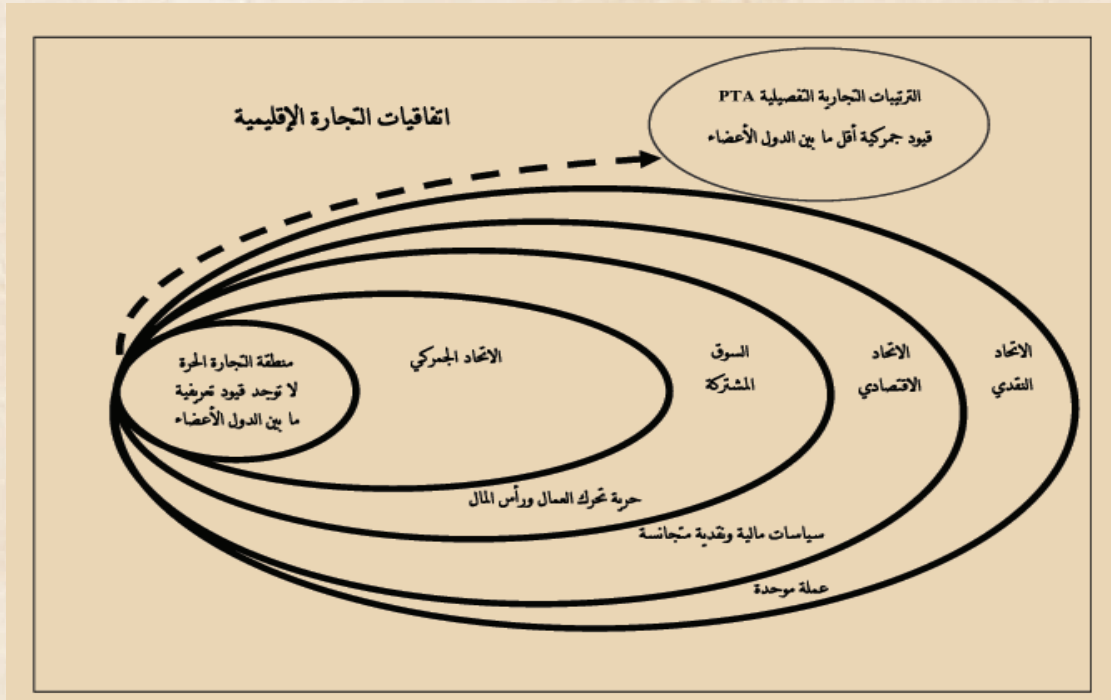 اتفاقيات التجارة الإقليمية
الترتيبات التجارية التفصيلية PTA
قيود جمركية أقل ما بين الدول الأعضاء
منطقة التجارة الحرة
لا توجد قيود تعريفية
ما بين الدول الأعضاء
الاتحاد الجمركي
السوق
المشتركة
الاتحاد
الاقتصادي
الاتحاد
النقدي
حرية تحرك العمال ورأس المال
سياسات مالية ونقدية متجانسة
عملة موحدة